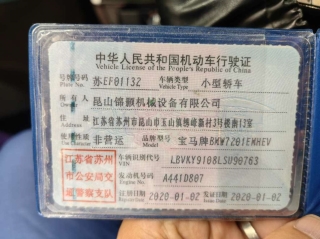 中华人民共和国机动车行驶证
Vehicle License of the People's Republic of China
号牌号码 苏EF01132 车辆类型 小型轿车
Plate No. Vehicle Type
所有人 昆山锦颢机械设备有限公司
Owner
住址 江苏省苏州市昆山市玉山镇
Address
使用性质 非营运 品牌型号 宝马牌BMW7201EMHEV
Use Character Model
江苏省苏州 车辆识别代号 LBVKY9108LSU90763
VIN
市公安局交 发动机号码 A441D807
Engine No.
通警察支队 注册日期 2020-01-02 发证日期 2020-01-02
Register Date Issue Date